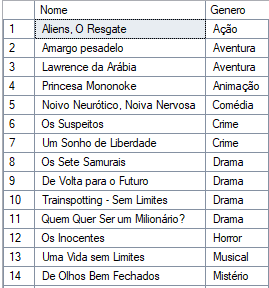 Nome Genero
1 Aliens, O Resgate Ação
2 Amargo pesadelo Aventura
3 Lawrence da Arábia Aventura
4 Princesa Mononoke Animação
5 Noivo Neurótico, Noiva Nervosa Comédia
6 Os Suspeitos Crime
7 Um Sonho de Liberdade Crime
8 Os Sete Samurais Drama
9 De Volta para o Futuro Drama
10 Trainspotting - Sem Limites Drama
11 Quem Quer Ser um Milionário? Drama
12 Os Inocentes Horror
13 Uma Vida sem Limites Musical
14 De Olhos Bem Fechados Mistério